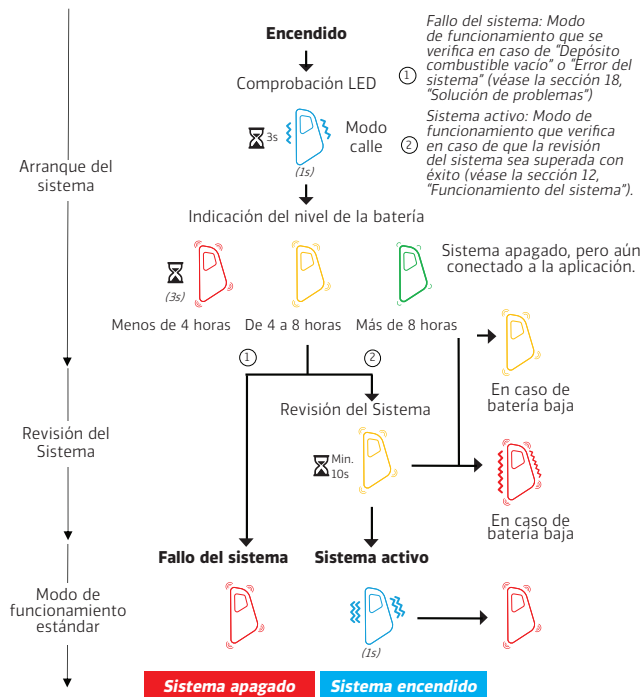 Encendido
Comprobación LED
3s
(1s)
Modo
calle
1
Fallo del sistema: Modo
de funcionamiento que se
verifica en caso de “Depósito
combustible vacío” o “Error del
sistema” (véase la sección 18,
“Solución de problemas”)
2
Sistema activo: Modo de
funcionamiento que verifica
en caso de que la revisión
del sistema sea superada con
éxito (véase la sección 12,
“Funcionamiento del sistema”).
Arranque del
sistema
Indicación del nivel de la batería
(3s)
Sistema apagado, pero aún
conectado a la aplicación.
Menos de 4 horas
De 4 a 8 horas
Más de 8 horas
1
2
En caso de
batería baja
Revisión del
Sistema
Revisión del Sistema
Min.
10s
En caso de
batería baja
Fallo del sistema
Sistema activo
Modo de
funcionamiento
estándar
(1s)
Sistema apagado
Sistema encendido